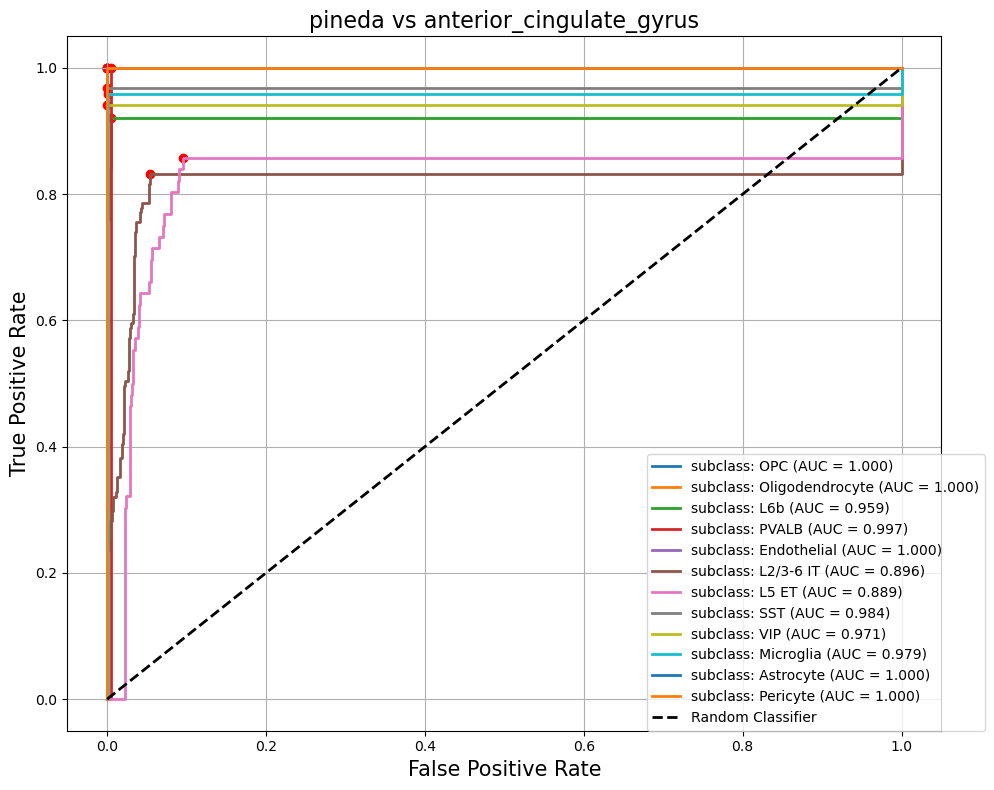 pineda vs anterior_cingulate_gyrus
True Positive Rate
1.0
0.8
0.6
0.4
0.2
0.0
subclass: OPC (AUC = 1.000)
subclass: Oligodendrocyte (AUC = 1.000)
subclass: L6b (AUC = 0.959)
subclass: PVALB (AUC = 0.997)
subclass: Endothelial (AUC = 1.000)
subclass: L2/3-6 IT (AUC = 0.896)
subclass: L5 ET (AUC = 0.889)
subclass: SST (AUC = 0.984)
subclass: VIP (AUC = 0.971)
subclass: Microglia (AUC = 0.979)
subclass: Astrocyte (AUC = 1.000)
subclass: Pericyte (AUC = 1.000)
Random Classifier
0.0 0.2 0.4 0.6 0.8 1.0
False Positive Rate